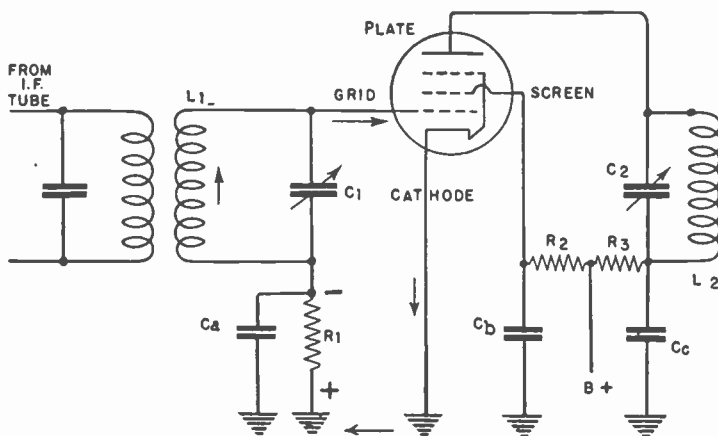 PLATE
FROM
I.F.
TUBE
L1
GRID
SCREEN
C1
CATHODE
C2
R2
R3
L2
Ca
R1
Cb
Cc
B+
−
+